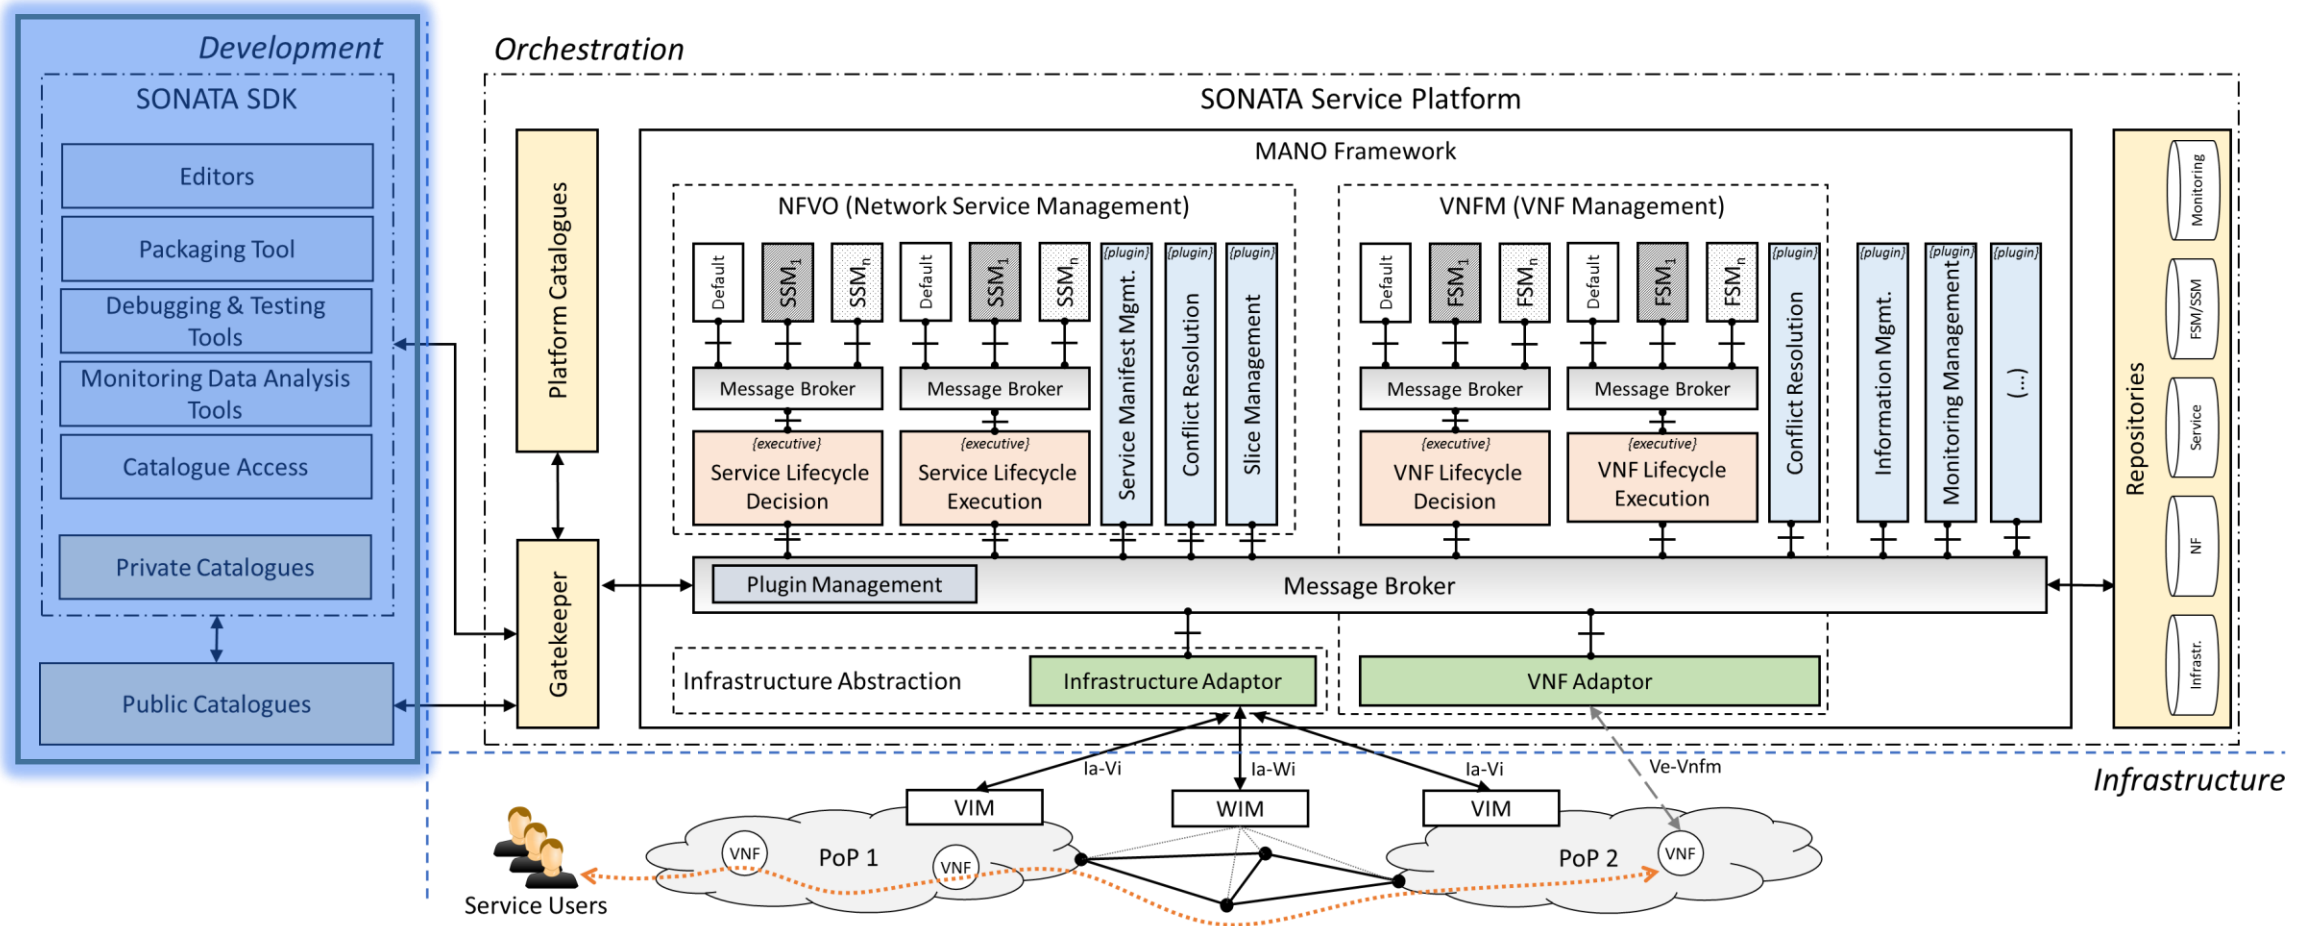 Development
SONATA SDK
Editors
Packaging Tool
Debugging & Testing
Tools
Monitoring Data Analysis
Tools
Catalogue Access
Private Catalogues
Public Catalogues
Orchestration
SONATA Service Platform
Platform Catalogues
Gatekeeper
MANO Framework
NFVO (Network Service Management)
Default
SSM1
SSMn
Message Broker
{executive}
Service Lifecycle
Decision
Default
SSM1
SSMn
Message Broker
{executive}
Service Lifecycle
Execution
{plugin}
Service Manifest Mgmt.
{plugin}
Conflict Resolution
{plugin}
Slice Management
VNFM (VNF Management)
Default
FSM1
FSMn
Message Broker
{executive}
VNF Lifecycle
Decision
Default
FSM1
FSMn
Message Broker
{executive}
VNF Lifecycle
Execution
{plugin}
Conflict Resolution
{plugin}
Information Mgmt.
{plugin}
Monitoring Management
{plugin}
(...)
Plugin Management
Message Broker
Infrastructure Abstraction
Infrastructure Adaptor
VNF Adaptor
Repositories
Monitoring
FSM/SSM
Service
NF
Infrastr.
Ia-Vi
Ia-Wi
Ia-Vi
Ve-Vnfm
Infrastructure
VIM
WIM
VIM
VNF
PoP 1
VNF
PoP 2
VNF
Service Users